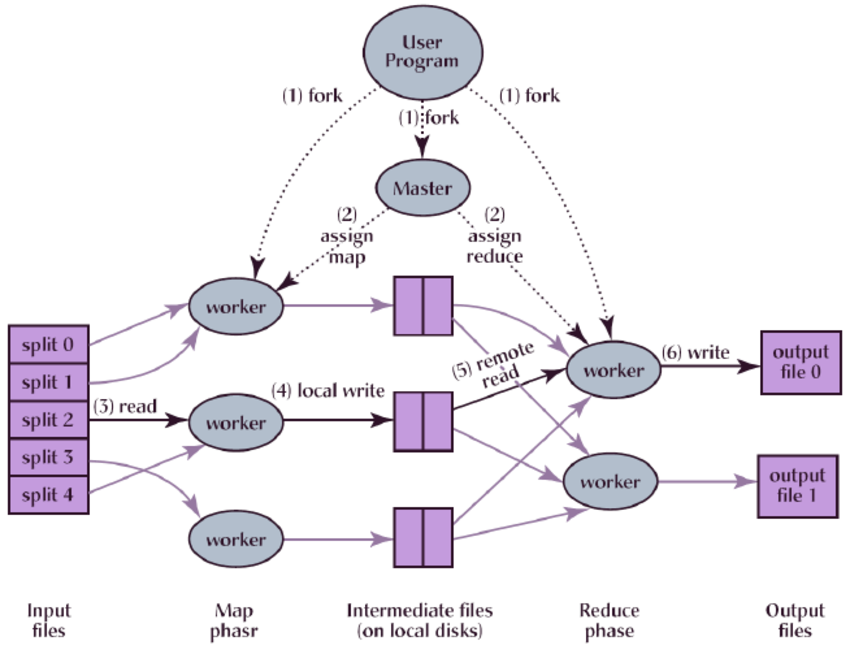 User
Program
(1) fork
(1) fork
(1) fork
Master
(2)
assign
map
(2)
assign
reduce
worker
split 0
split 1
split 2
split 3
split 4
(3) read
worker
(4) local write
worker
(5) remote
read
worker
(6) write
output
file 0
worker
output
file 1
Input
files
Map
phasr
Intermediate files
(on local disks)
Reduce
phase
Output
files